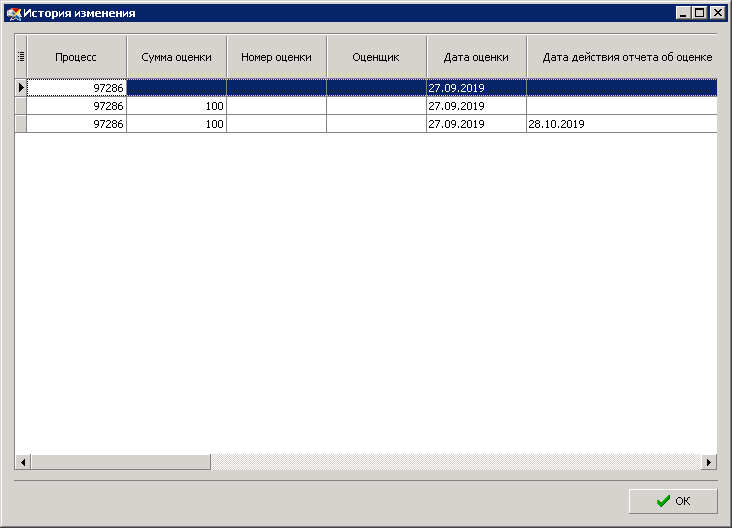 История изменения
Процесс Сумма оценки Номер оценки Оценщик Дата оценки Дата действия отчета об оценке
97286 27.09.2019
97286 100 27.09.2019
97286 100 27.09.2019 28.10.2019
OK